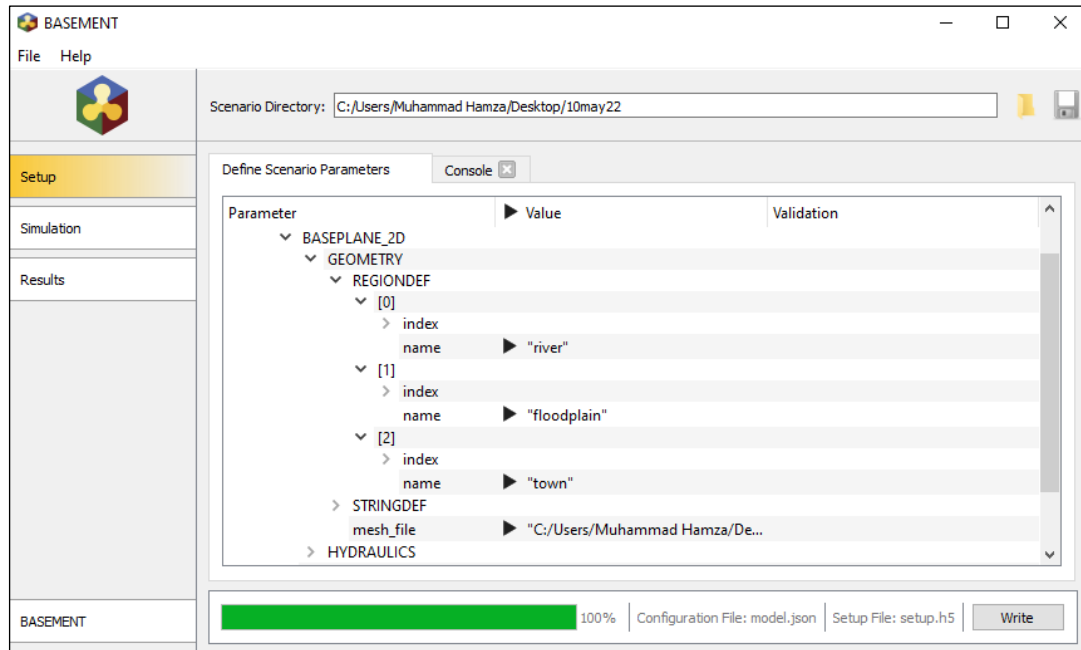 BASEMENT
File Help
Scenario Directory: C:/Users/Muhammad Hamza/Desktop/10may22
Setup
Simulation
Results
BASEMENT
Define Scenario Parameters Console
Parameter Value Validation
BASEPLANE_2D
GEOMETRY
REGIONDEF
[0]
index
name "river"
[1]
index
name "floodplain"
[2]
index
name "town"
STRINGDEF
mesh_file "C:/Users/Muhammad Hamza/De...
HYDRAULICS
100% Configuration File: model.json Setup File: setup.h5 Write